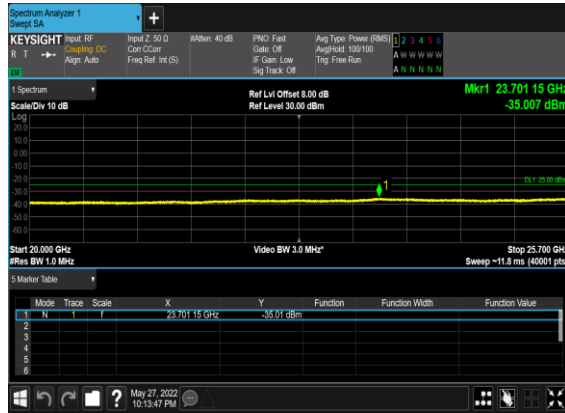 Spectrum Analyzer 1
Swept SA
+
KEYSIGHT Input: RF Input Z: 50 Ω #Atten: 40 dB PNO: Fast Avg Type: Power (RMS) 1 2 3 4 5 6
R T Coupling: DC Corr CCorr Gate: Off Avg|Hold: 100/100 A W W W W W
Align: Auto Freq Ref: Int (S) IF Gain: Low Trig: Free Run
Sig Track: Off A N N N N N
1 Spectrum Ref Lvl Offset 8.00 dB Mkr1 23.701 15 GHz
Scale/Div 10 dB Ref Level 30.00 dBm -35.007 dBm
Log
20.0
10.0
0.00
-10.0
-20.0 DL1 -25.00 dBm
1
-30.0
-40.0
-50.0
-60.0
Start 20.000 GHz Video BW 3.0 MHz* Stop 25.700 GHz
#Res BW 1.0 MHz Sweep ~11.8 ms (40001 pts
5 Marker Table
Mode Trace Scale X Y Function Function Width Function Value
1 N 1 f 23.701 15 GHz -35.01 dBm
2
3
4
5
6
? May 27, 2022
10:13:47 PM